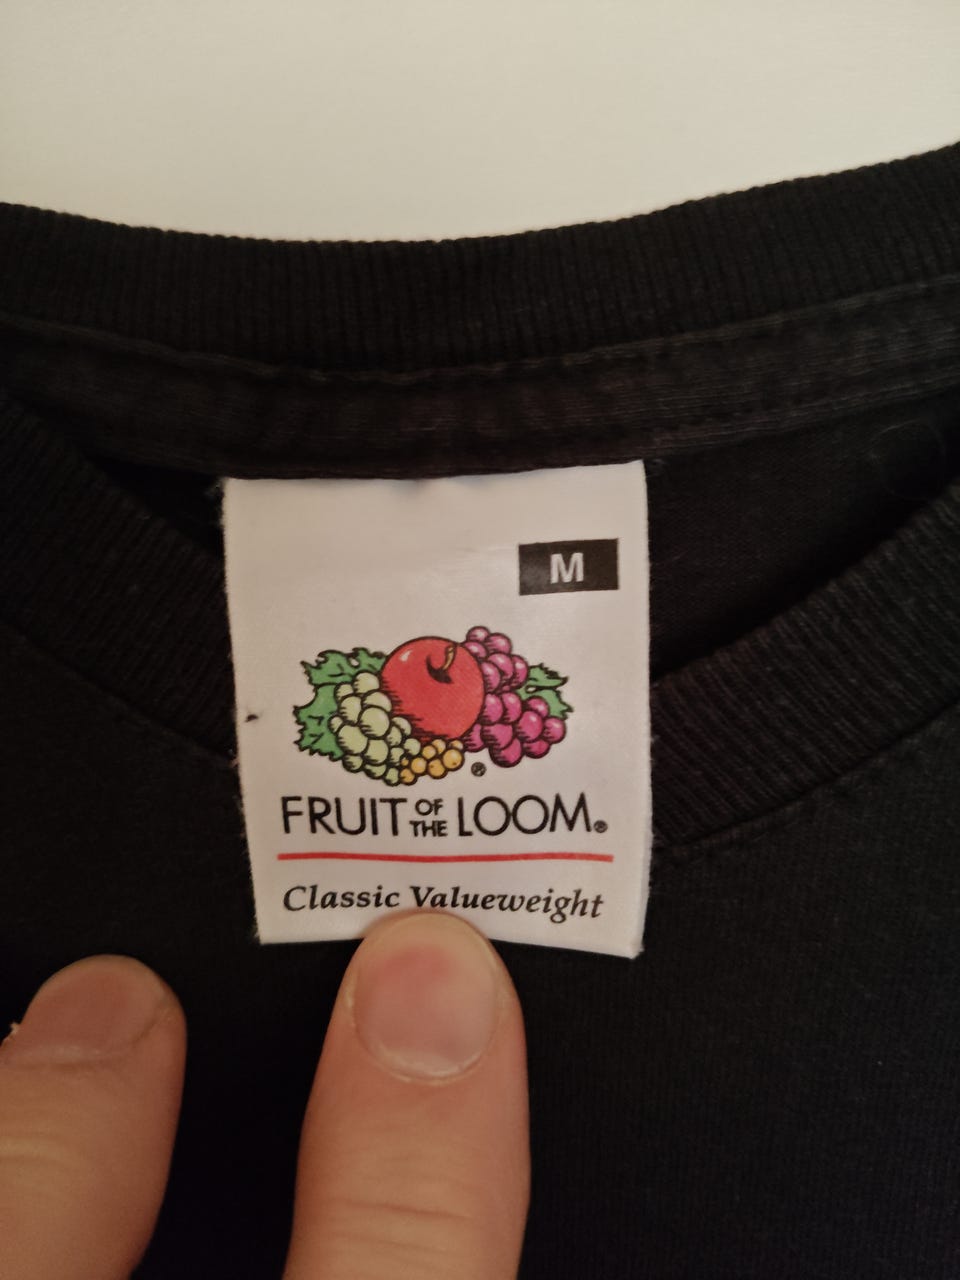 M
®
FRUIT OF THE LOOM®
Classic Valueweight